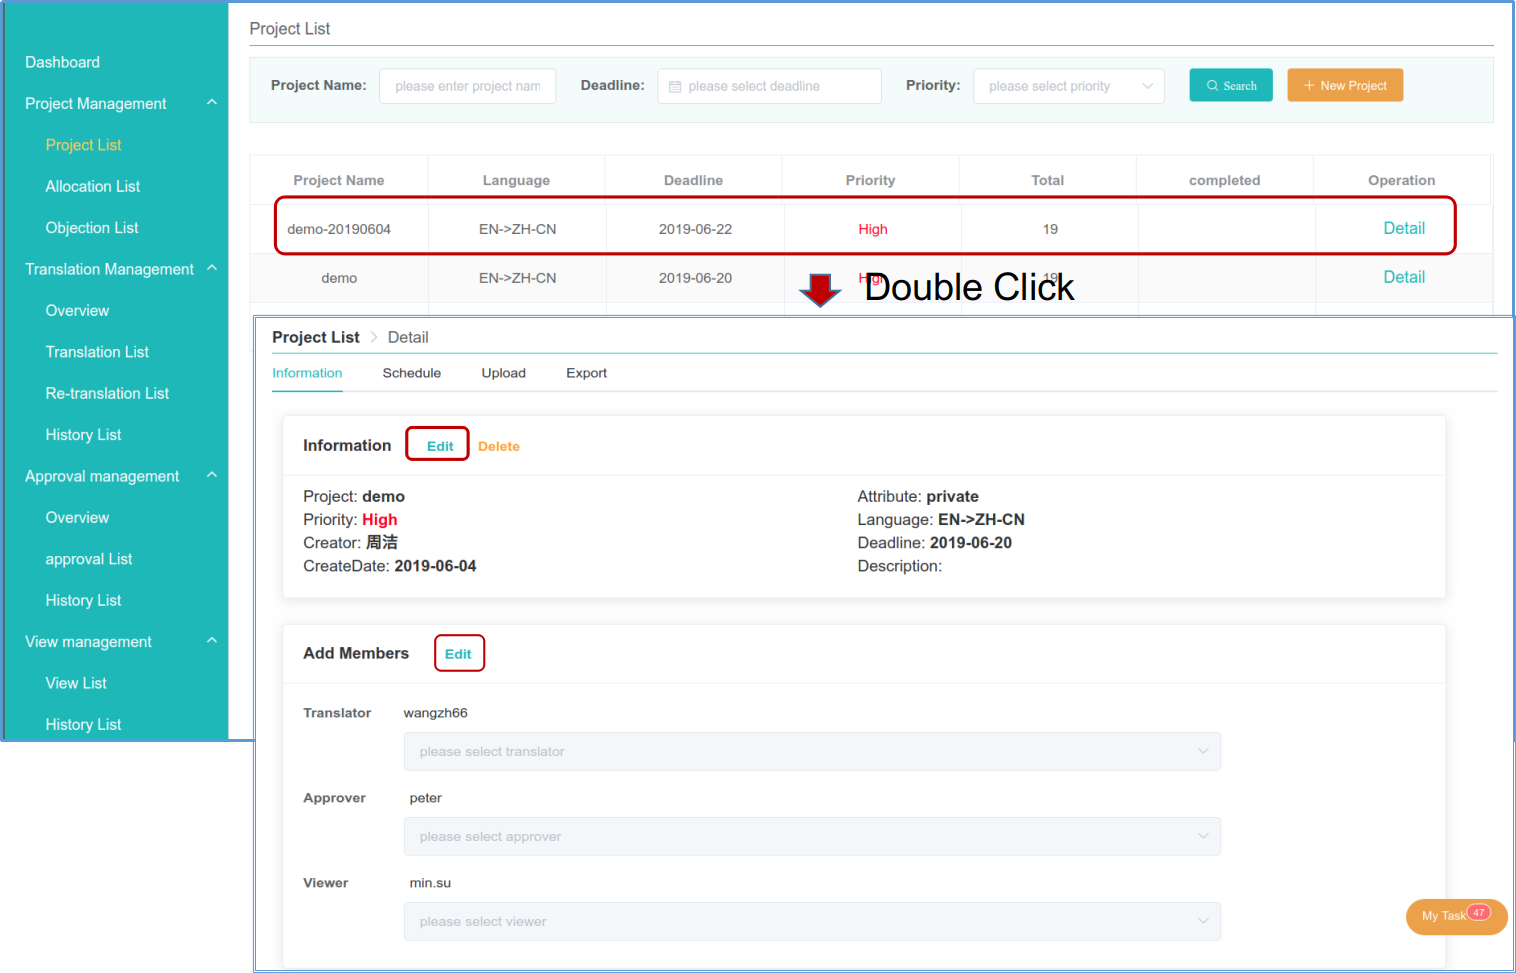 Dashboard
Project Management
Project List
Allocation List
Objection List
Translation Management
Overview
Translation List
Re-translation List
History List
Approval management
Overview
approval List
History List
View management
View List
History List
Project List
Project Name: please enter project nam Deadline: please select deadline Priority: please select priority Search + New Project
Project Name Language Deadline Priority Total completed Operation
demo-20190604 EN->ZH-CN 2019-06-22 High 19 Detail
demo EN->ZH-CN 2019-06-20 High 19 Detail
Double Click
Project List > Detail
Information Schedule Upload Export
Information Edit Delete
Project: demo Attribute: private
Priority: High Language: EN->ZH-CN
Creator: 周洁 Deadline: 2019-06-20
CreateDate: 2019-06-04 Description:
Add Members Edit
Translator wangzh66
please select translator
Approver peter
please select approver
Viewer min.su
please select viewer
My Task 47